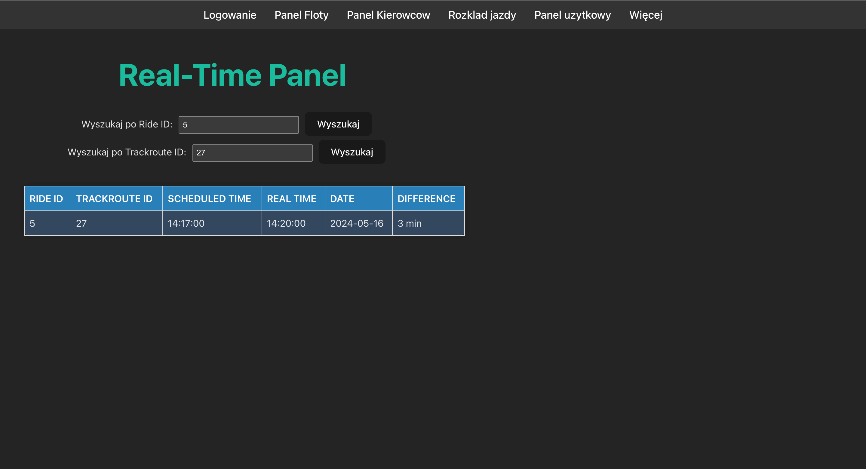 Logowanie Panel Floty Panel Kierowcow Rozklad jazdy Panel uzytkowy Więcej
Real-Time Panel
Wyszukaj po Ride ID: 5 Wyszukaj
Wyszukaj po Trackroute ID: 27 Wyszukaj
RIDE ID TRACKROUTE ID SCHEDULED TIME REAL TIME DATE DIFFERENCE
5 27 14:17:00 14:20:00 2024-05-16 3 min